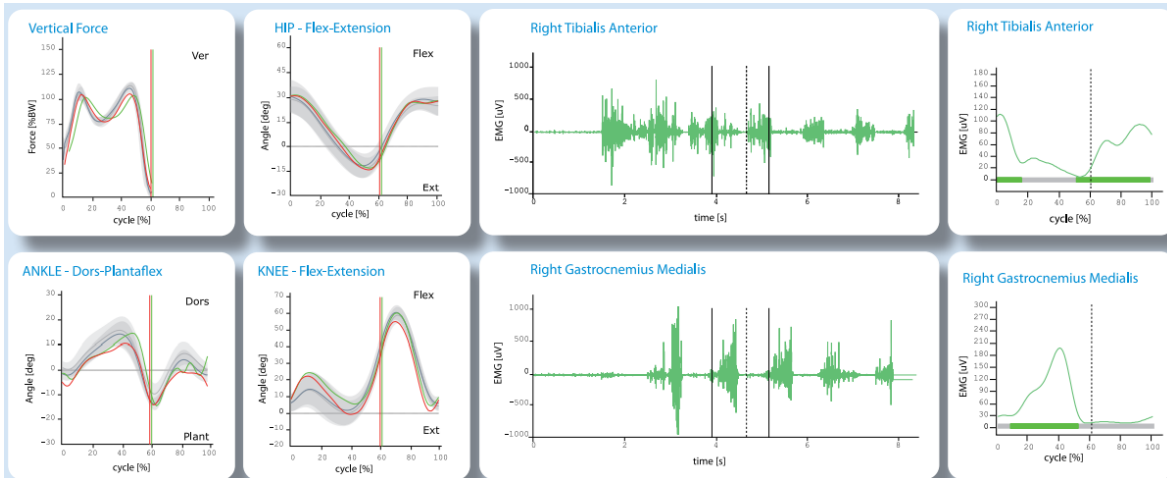 Vertical Force
150
125
100
75
50
25
0
Force [%BW]
Ver
0 20 40 60 80 100
cycle [%]
HIP - Flex-Extension
60
45
30
15
0
−15
−30
Angle [deg]
Flex
Ext
0 20 40 60 80 100
cycle [%]
Right Tibialis Anterior
1000
500
0
−500
−1000
EMG [uV]
0 2 4 6 8
time [s]
Right Tibialis Anterior
180
160
140
120
100
80
60
40
20
0
EMG [uV]
0 20 40 60 80 100
cycle [%]
ANKLE - Dors-Plantaflex
30
20
10
0
−10
−20
−30
Angle [deg]
Dors
Plant
0 20 40 60 80 100
cycle [%]
KNEE - Flex-Extension
70
60
50
40
30
20
10
0
−10
−20
Angle [deg]
Flex
Ext
0 20 40 60 80 100
cycle [%]
Right Gastrocnemius Medialis
1000
500
0
−500
−1000
EMG [uV]
0 2 4 6 8
time [s]
Right Gastrocnemius Medialis
300
270
240
210
180
150
120
90
60
30
0
EMG [uV]
0 20 40 60 80 100
cycle [%]